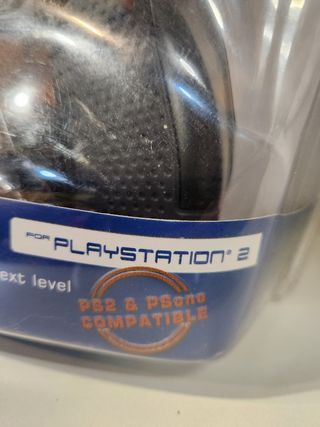 FOR PLAYSTATION® 2
ext level
PS2 & PSone
COMPATIBLE